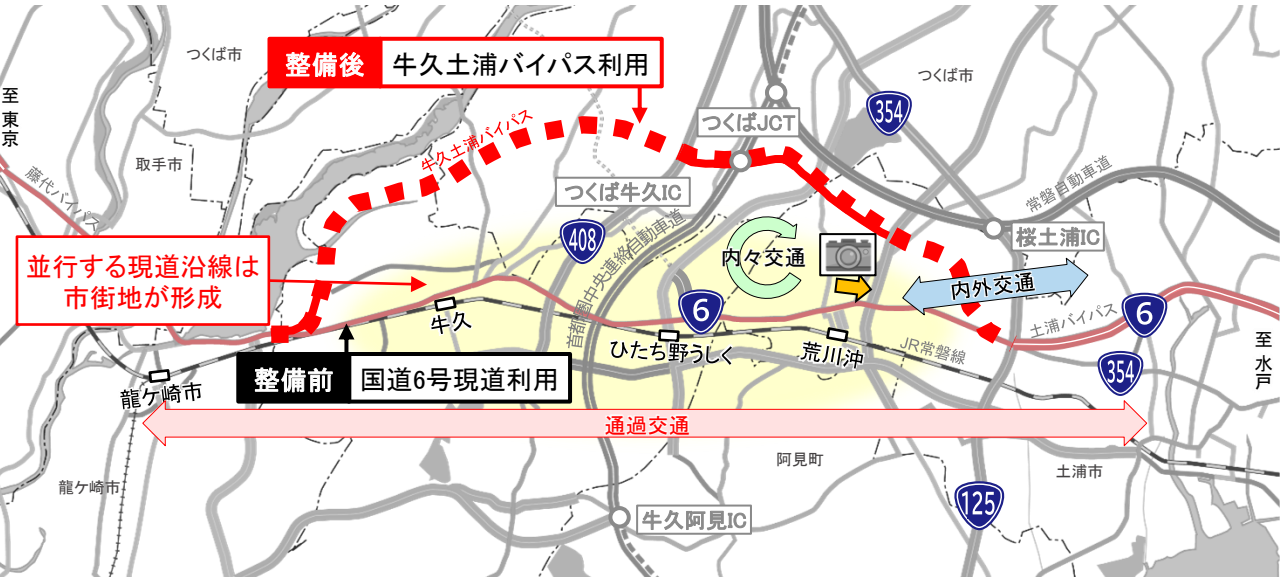 つくば市
整備後 牛久土浦バイパス利用
つくば市
至東京
354
つくばJCT
牛久土浦バイパス
取手市
藤代バイパス
つくば牛久IC
常磐自動車道
408
桜土浦IC
首都圏中央連絡自動車道
内々交通
並行する現道沿線は
市街地が形成
内外交通
6
牛久
土浦バイパス
6
至水戸
ひたち野うしく
荒川沖
JR常磐線
354
整備前 国道6号現道利用
龍ケ崎市
通過交通
阿見町
土浦市
龍ケ崎市
125
牛久阿見IC